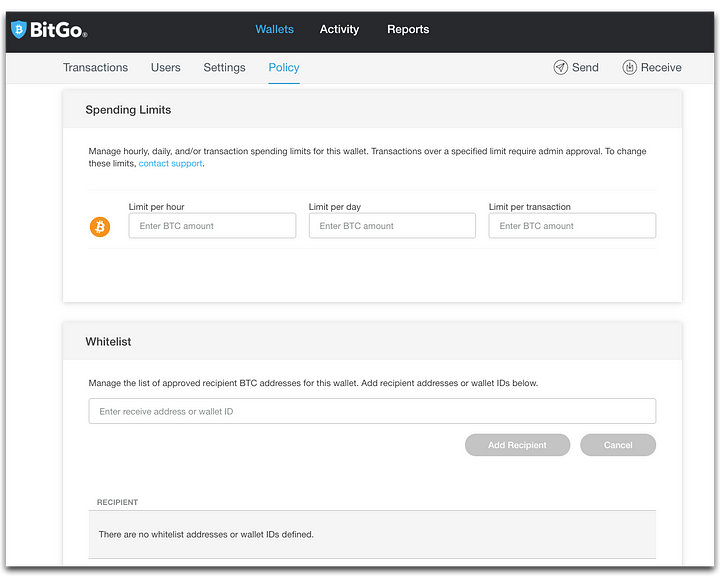 BitGo®
Wallets
Activity
Reports
Transactions
Users
Settings
Policy
Send
Receive
Spending Limits
Manage hourly, daily, and/or transaction spending limits for this wallet. Transactions over a specified limit require admin approval. To change
these limits, contact support.
Limit per hour
Limit per day
Limit per transaction
Enter BTC amount
Enter BTC amount
Enter BTC amount
Whitelist
Manage the list of approved recipient BTC addresses for this wallet. Add recipient addresses or wallet IDs below.
Enter receive address or wallet ID
Add Recipient
Cancel
RECIPIENT
There are no whitelist addresses or wallet IDs defined.